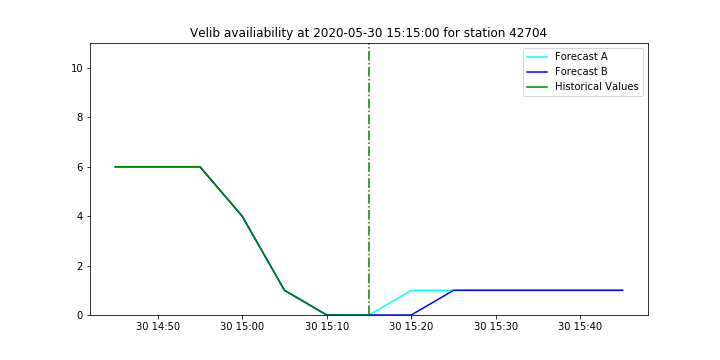 Velib availiability at 2020-05-30 15:15:00 for station 42704
Forecast A
Forecast B
Historical Values
10
8
6
4
2
0
30 14:50 30 15:00 30 15:10 30 15:20 30 15:30 30 15:40